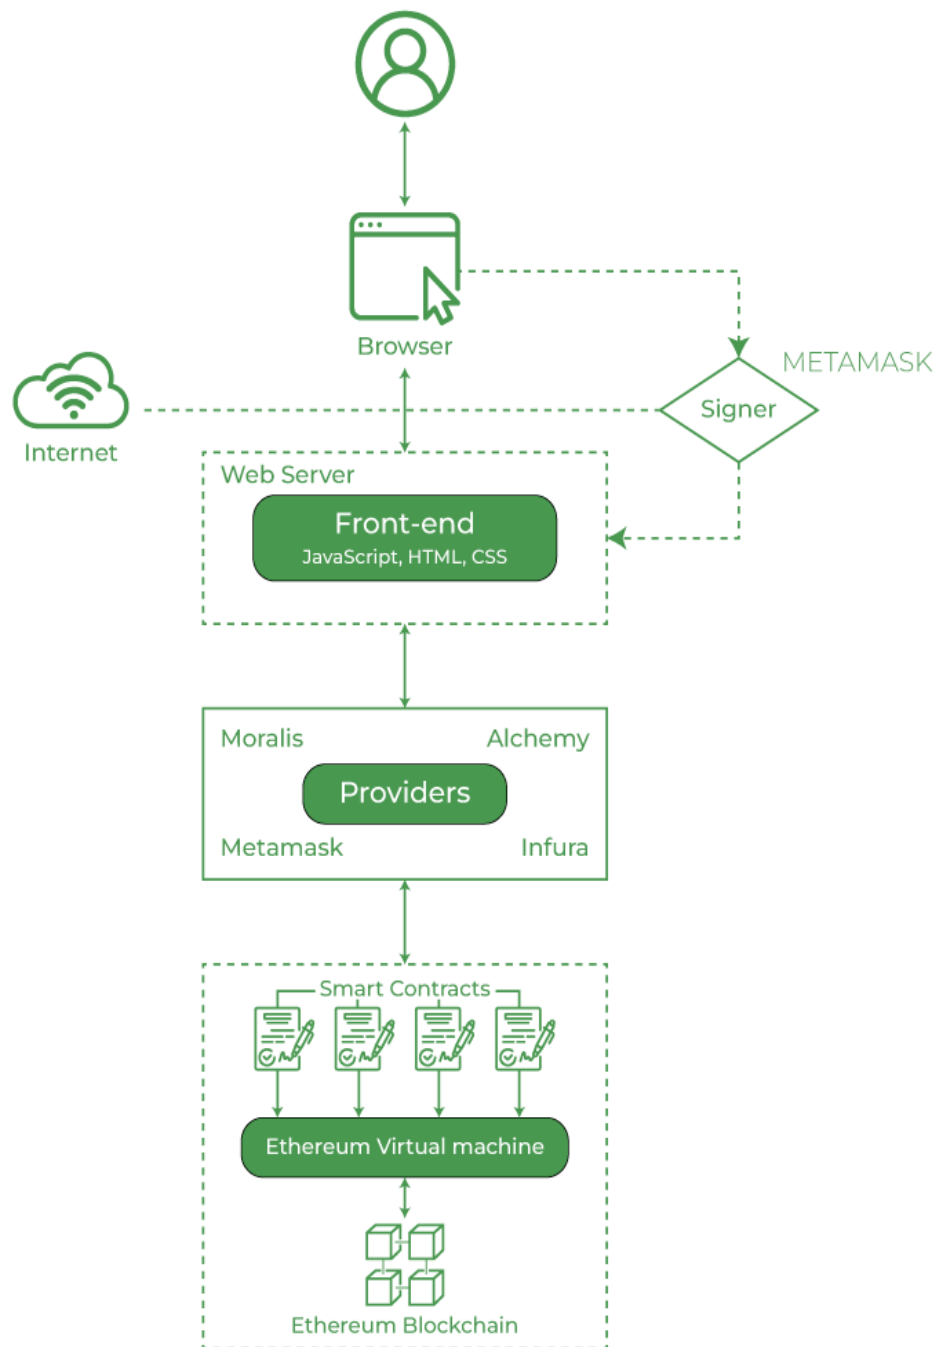 Browser
METAMASK
Signer
Internet
Web Server
Front-end
JavaScript, HTML, CSS
Moralis
Alchemy
Providers
Metamask
Infura
Smart Contracts
Ethereum Virtual machine
Ethereum Blockchain